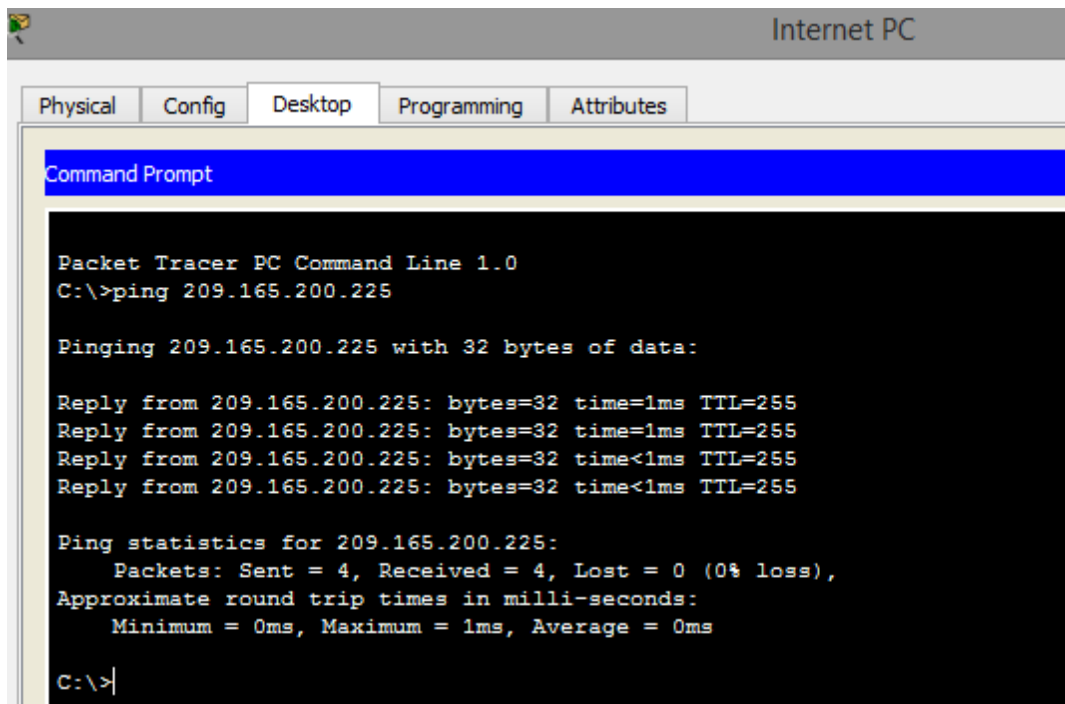 Internet PC
Physical Config Desktop Programming Attributes
Command Prompt
Packet Tracer PC Command Line 1.0
C:\>ping 209.165.200.225
Pinging 209.165.200.225 with 32 bytes of data:
Reply from 209.165.200.225: bytes=32 time=1ms TTL=255
Reply from 209.165.200.225: bytes=32 time=1ms TTL=255
Reply from 209.165.200.225: bytes=32 time<1ms TTL=255
Reply from 209.165.200.225: bytes=32 time<1ms TTL=255
Ping statistics for 209.165.200.225:
Packets: Sent = 4, Received = 4, Lost = 0 (0% loss),
Approximate round trip times in milli-seconds:
Minimum = 0ms, Maximum = 1ms, Average = 0ms
C:\>